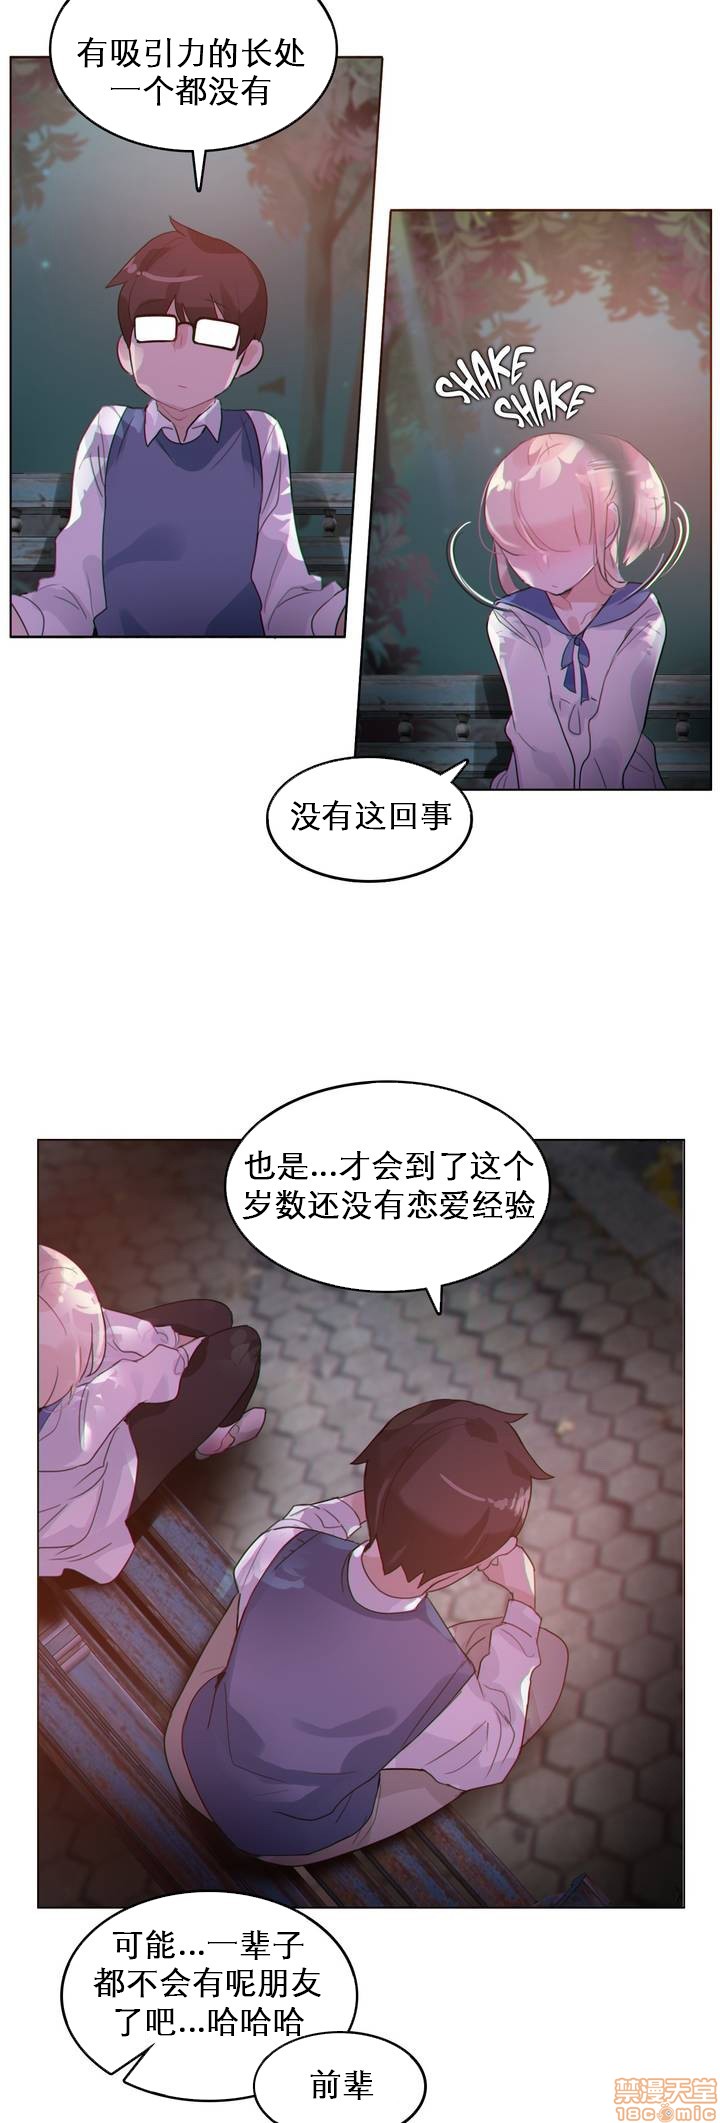 有吸引力的长处
一个都没有
SHAKE
SHAKE
没有这回事
也是...才会到了这个
岁数还没有恋爱经验
可能...一辈子
都不会有呢朋友
了吧...哈哈哈
前辈
禁漫天堂
18comic